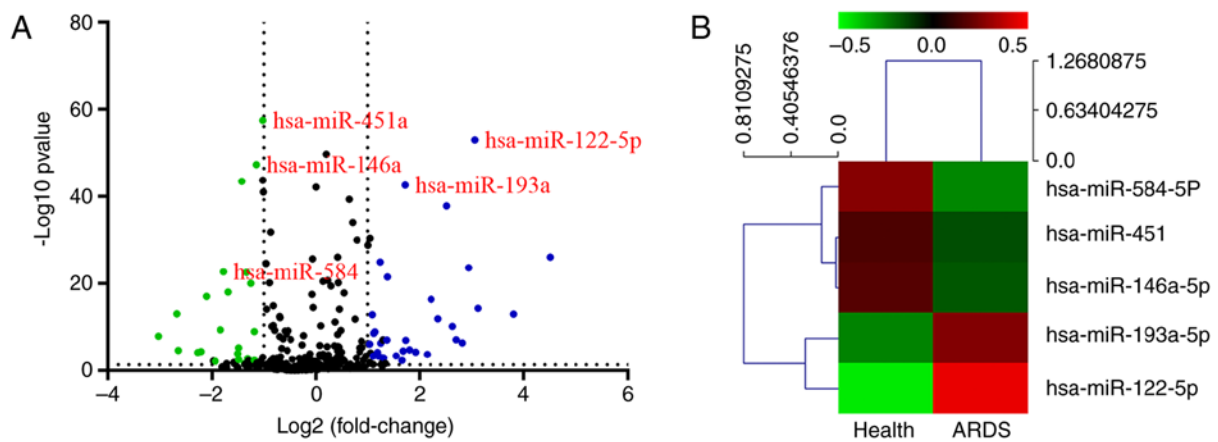 A
80
60
40
20
0
-Log10 pvalue
hsa-miR-451a
hsa-miR-122-5p
hsa-miR-146a
hsa-miR-193a
hsa-miR-584
−4
−2
0
2
4
6
Log2 (fold-change)
B
−0.5
0.0
0.5
0.8109275
0.40546376
0.0
1.2680875
0.63404275
0.0
hsa-miR-584-5P
hsa-miR-451
hsa-miR-146a-5p
hsa-miR-193a-5p
hsa-miR-122-5p
Health
ARDS